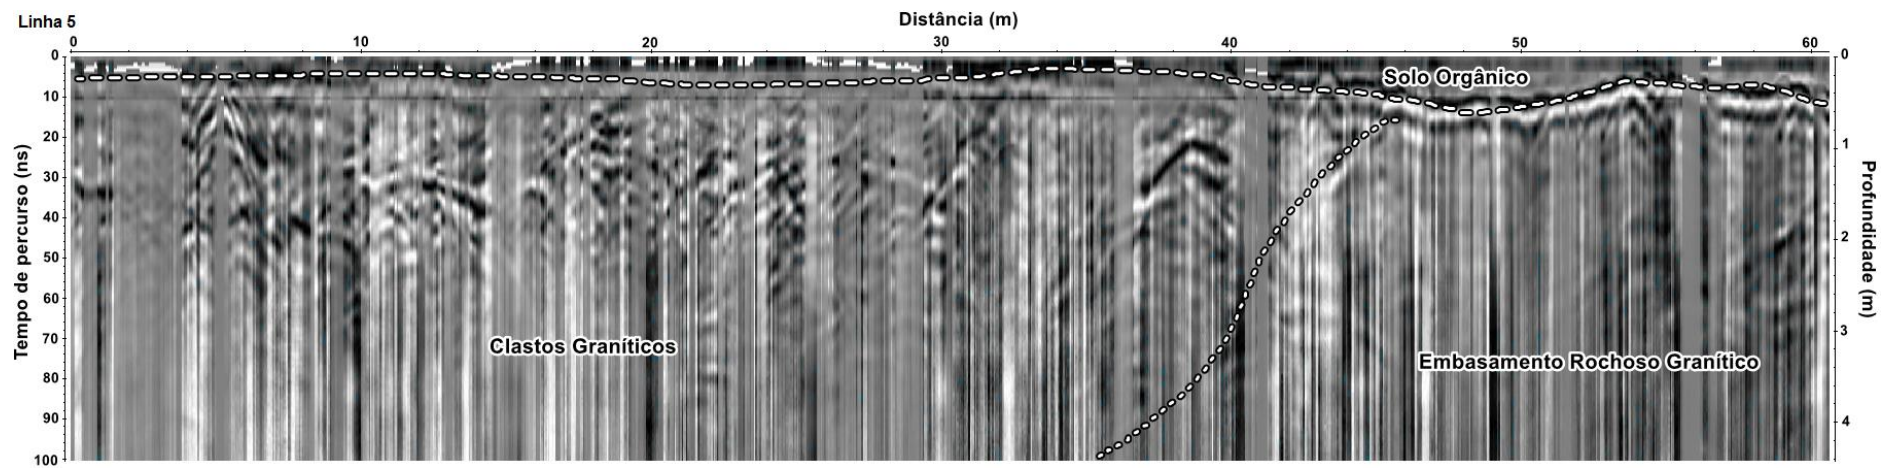 Linha 5
Distância (m)
0 10 20 30 40 50 60
Tempo de percurso (ns)
0
10
20
30
40
50
60
70
80
90
100
Profundidade (m)
0
1
2
3
4
Solo Orgânico
Clastos Graníticos
Embasamento Rochoso Granítico